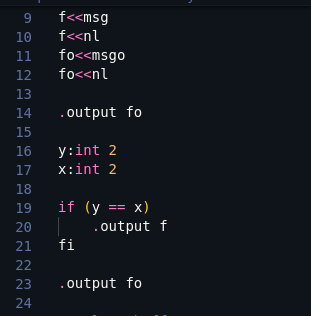 9 f<<msg
10 f<<nl
11 fo<<msgo
12 fo<<nl
13
14 .output fo
15
16 y:int 2
17 x:int 2
18
19 if (y == x)
20     .output f
21 fi
22
23 .output fo
24